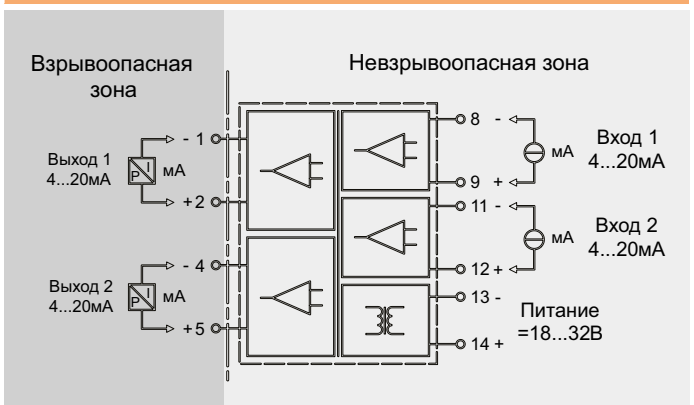 Взрывоопасная
зона
Невзрывоопасная зона
- 1
Выход 1
4...20мА
P I
мА
+2
- 4
Выход 2
4...20мА
P I
мА
+5
8 -
Вход 1
4...20мА
мА
9 +
11 -
Вход 2
4...20мА
мА
12 +
13 -
Питание
=18...32В
14 +